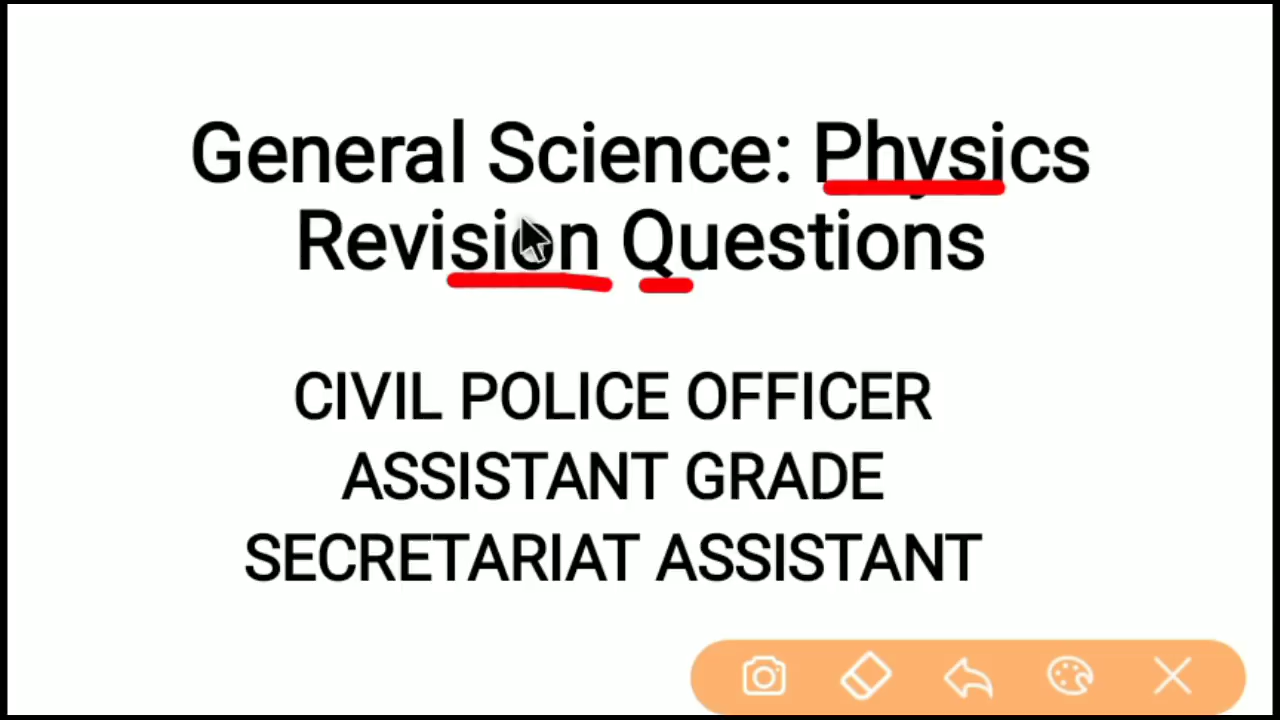 General Science: Physics
Revision Questions
CIVIL POLICE OFFICER
ASSISTANT GRADE
SECRETARIAT ASSISTANT